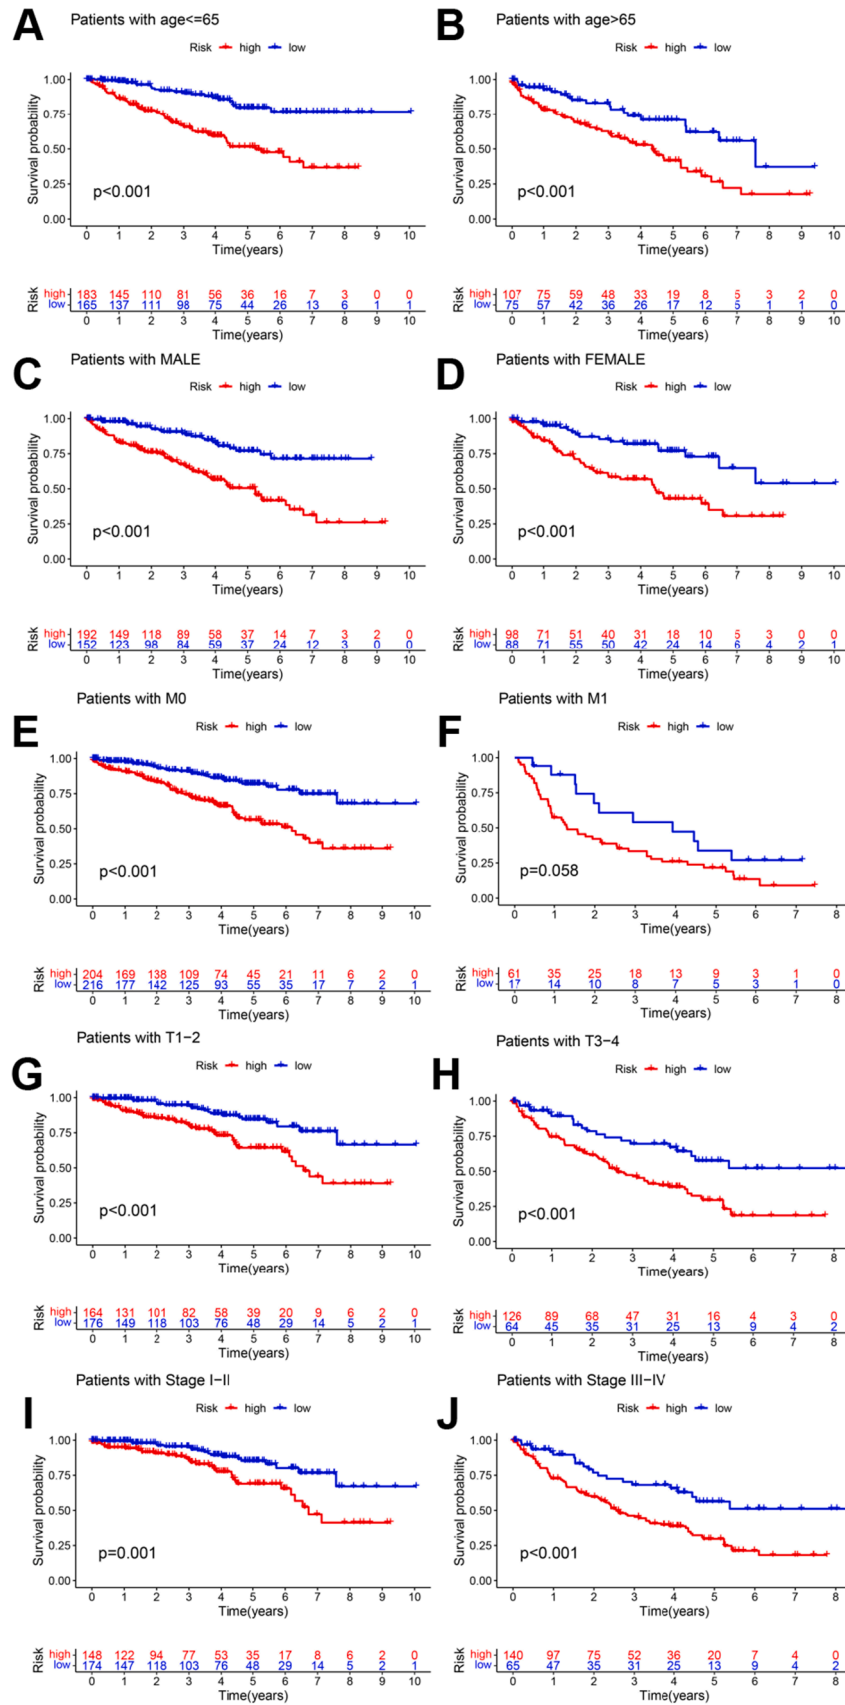 A
Patients with age<=65
Risk high low
Survival probability
1.00
0.75
0.50
0.25
0.00
p<0.001
0 1 2 3 4 5 6 7 8 9 10
Time(years)
Risk
high 183 145 110 81 56 36 16 7 3 0 0
low 165 137 111 98 75 44 26 13 6 1 1
0 1 2 3 4 5 6 7 8 9 10
Time(years)
B
Patients with age>65
Risk high low
Survival probability
1.00
0.75
0.50
0.25
0.00
p<0.001
0 1 2 3 4 5 6 7 8 9 10
Time(years)
Risk
high 107 75 59 48 33 19 8 5 3 2 0
low 75 57 42 36 26 17 12 1 1 0
0 1 2 3 4 5 6 7 8 9 10
Time(years)
C
Patients with MALE
Risk high low
Survival probability
1.00
0.75
0.50
0.25
0.00
p<0.001
0 1 2 3 4 5 6 7 8 9 10
Time(years)
Risk
high 192 149 118 89 58 37 14 7 3 2 0
low 152 123 98 84 59 37 24 12 3 0 0
0 1 2 3 4 5 6 7 8 9 10
Time(years)
D
Patients with FEMALE
Risk high low
Survival probability
1.00
0.75
0.50
0.25
0.00
p<0.001
0 1 2 3 4 5 6 7 8 9 10
Time(years)
Risk
high 98 71 51 40 31 18 10 5 3 0 0
low 88 71 55 50 42 24 14 6 4 2 1
0 1 2 3 4 5 6 7 8 9 10
Time(years)
E
Patients with M0
Risk high low
Survival probability
1.00
0.75
0.50
0.25
0.00
p<0.001
0 1 2 3 4 5 6 7 8 9 10
Time(years)
Risk
high 204 169 138 109 74 45 21 11 6 2 0
low 216 177 142 125 93 55 35 17 7 2 1
0 1 2 3 4 5 6 7 8 9 10
Time(years)
F
Patients with M1
Risk high low
Survival probability
1.00
0.75
0.50
0.25
0.00
p=0.058
0 1 2 3 4 5 6 7 8
Time(years)
Risk
high 61 35 25 18 13 9 3 1 0
low 17 14 10 8 7 5 3 1 0
0 1 2 3 4 5 6 7 8
Time(years)
G
Patients with T1−2
Risk high low
Survival probability
1.00
0.75
0.50
0.25
0.00
p<0.001
0 1 2 3 4 5 6 7 8 9 10
Time(years)
Risk
high 164 131 101 82 58 39 20 9 6 2 0
low 176 149 118 103 76 48 29 14 5 2 1
0 1 2 3 4 5 6 7 8 9 10
Time(years)
H
Patients with T3−4
Risk high low
Survival probability
1.00
0.75
0.50
0.25
0.00
p<0.001
0 1 2 3 4 5 6 7 8
Time(years)
Risk
high 126 89 68 47 31 16 4 3 0
low 64 45 35 31 25 13 9 4 2
0 1 2 3 4 5 6 7 8
Time(years)
I
Patients with Stage I−II
Risk high low
Survival probability
1.00
0.75
0.50
0.25
0.00
p=0.001
0 1 2 3 4 5 6 7 8 9 10
Time(years)
Risk
high 148 122 94 77 53 35 17 8 6 2 0
low 174 147 118 103 76 48 29 14 5 2 1
0 1 2 3 4 5 6 7 8 9 10
Time(years)
J
Patients with Stage III−IV
Risk high low
Survival probability
1.00
0.75
0.50
0.25
0.00
p<0.001
0 1 2 3 4 5 6 7 8
Time(years)
Risk
high 140 97 75 52 36 20 7 4 0
low 65 47 35 31 25 13 9 4 2
0 1 2 3 4 5 6 7 8
Time(years)